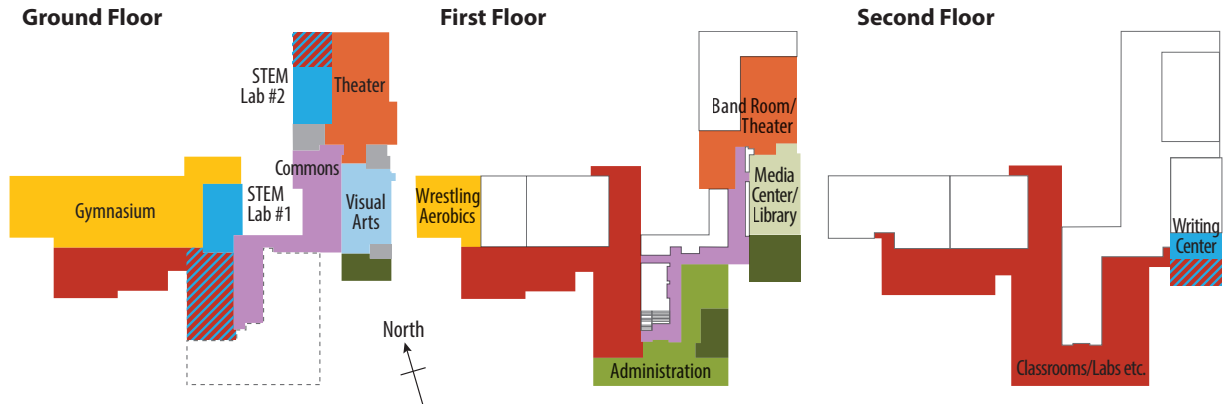 Ground Floor
First Floor
Second Floor
STEM
Lab #2
Theater
Commons
Gymnasium
STEM
Lab #1
Visual
Arts
Band Room/
Theater
Wrestling
Aerobics
Media
Center/
Library
North
Administration
Writing
Center
Classrooms/Labs etc.